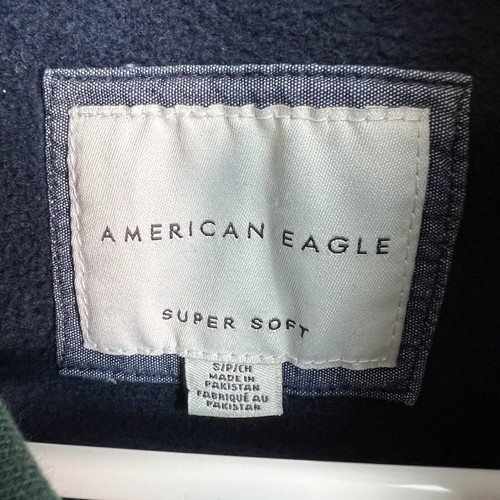 AMERICAN EAGLE
SUPER SOFT
S/P/CH
MADE IN
PAKISTAN
FABRIQUÉ AU
PAKISTAN